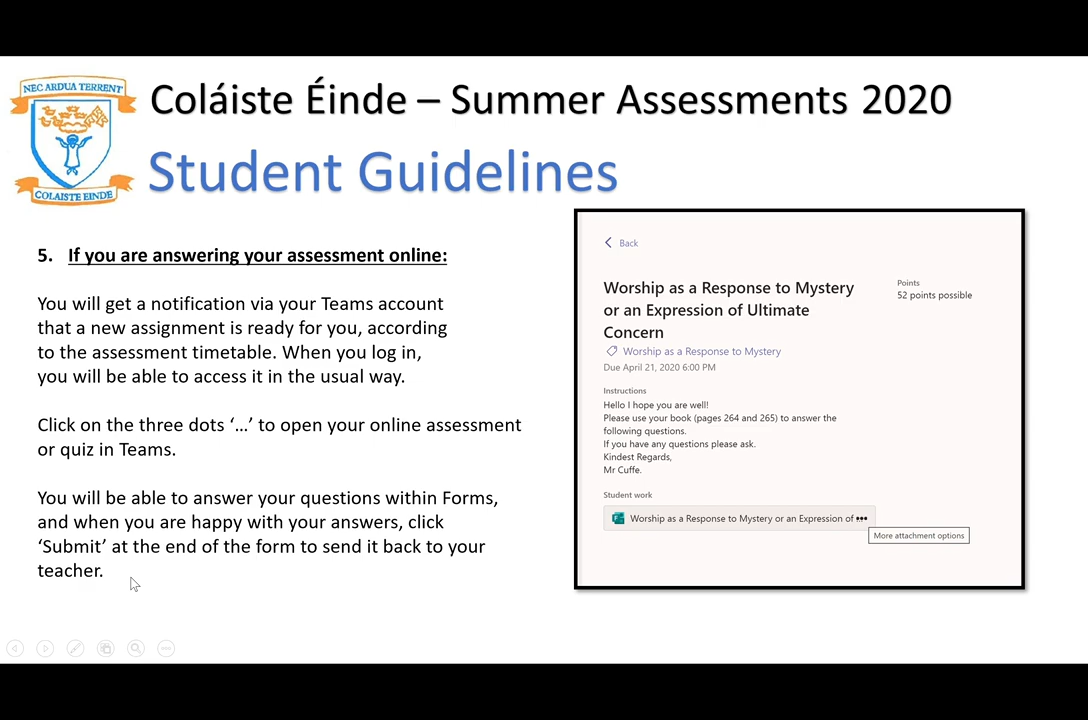 NEC ARDUA TERRENT
COLAISTE EINDE
Coláiste Éinde – Summer Assessments 2020
Student Guidelines
5. If you are answering your assessment online:
You will get a notification via your Teams account
that a new assignment is ready for you, according
to the assessment timetable. When you log in,
you will be able to access it in the usual way.
Click on the three dots ‘...’ to open your online assessment
or quiz in Teams.
You will be able to answer your questions within Forms,
and when you are happy with your answers, click
‘Submit’ at the end of the form to send it back to your
teacher.
Back
Worship as a Response to Mystery
or an Expression of Ultimate
Concern
Worship as a Response to Mystery
Due April 21, 2020 6:00 PM
Points
52 points possible
Instructions
Hello I hope you are well!
Please use your book (pages 264 and 265) to answer the
following questions.
If you have any questions please ask.
Kindest Regards,
Mr Cuffe.
Student work
Worship as a Response to Mystery or an Expression of •••
More attachment options